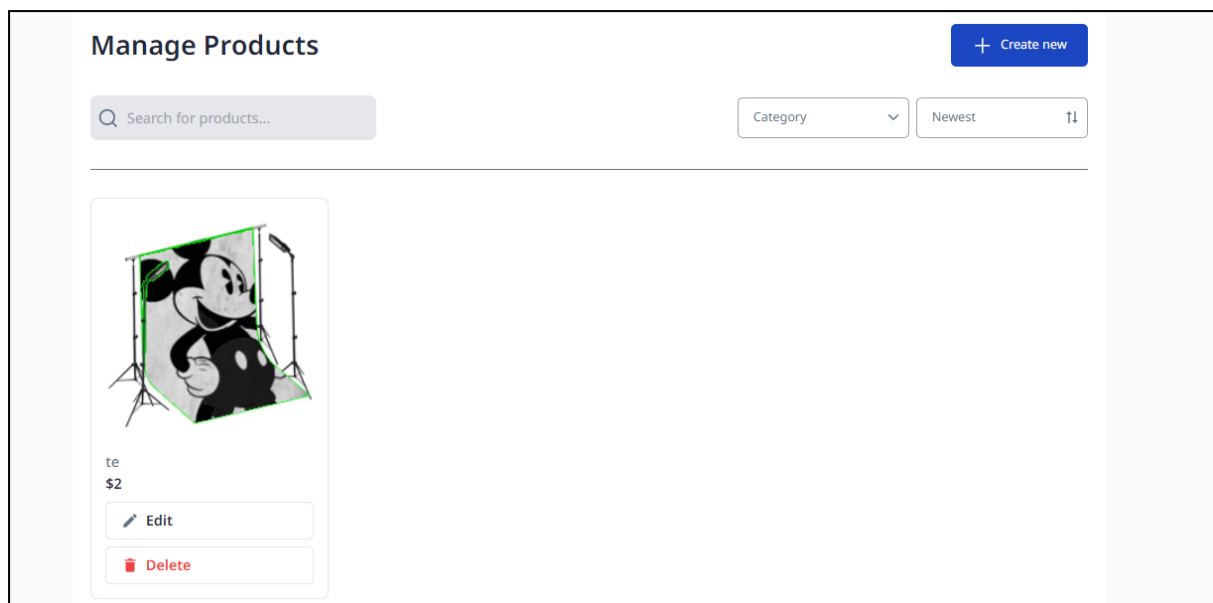 Manage Products
Create new
Search for products...
Category
Newest
te
$2
Edit
Delete